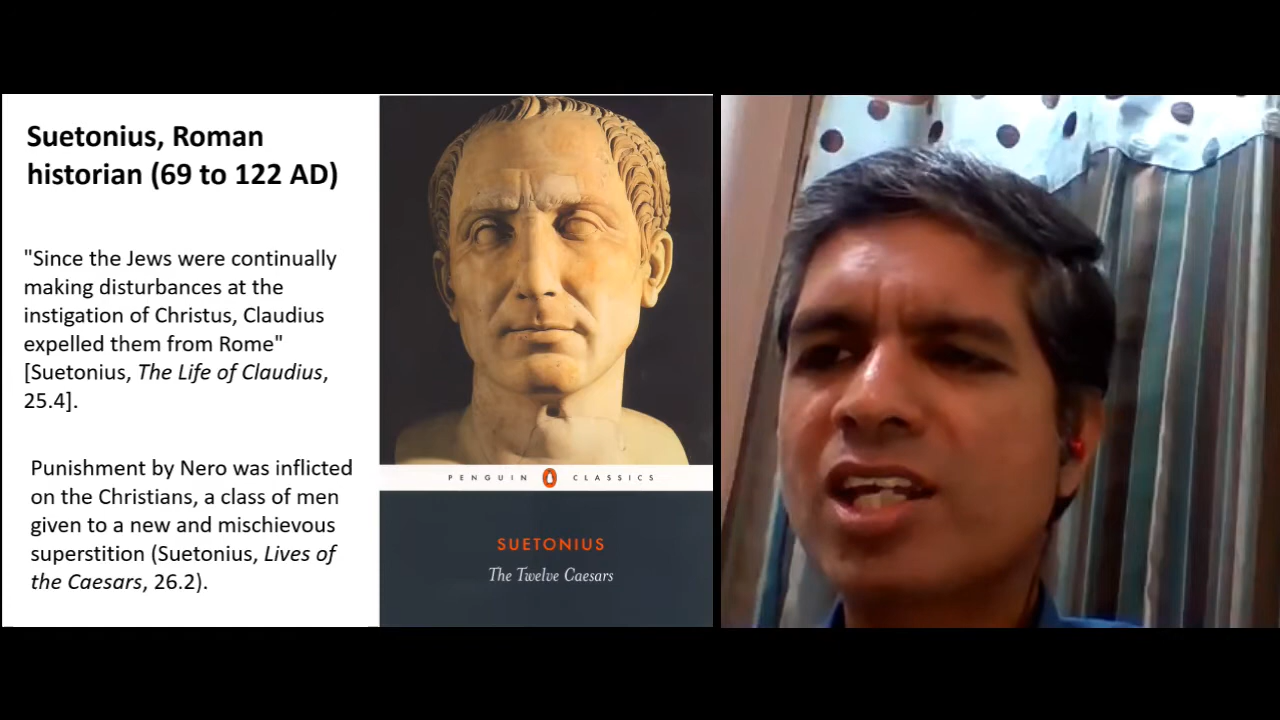 Suetonius, Roman
historian (69 to 122 AD)
"Since the Jews were continually
making disturbances at the
instigation of Christus, Claudius
expelled them from Rome"
[Suetonius, The Life of Claudius,
25.4].
Punishment by Nero was inflicted
on the Christians, a class of men
given to a new and mischievous
superstition (Suetonius, Lives of
the Caesars, 26.2).
PENGUIN CLASSICS
SUETONIUS
The Twelve Caesars